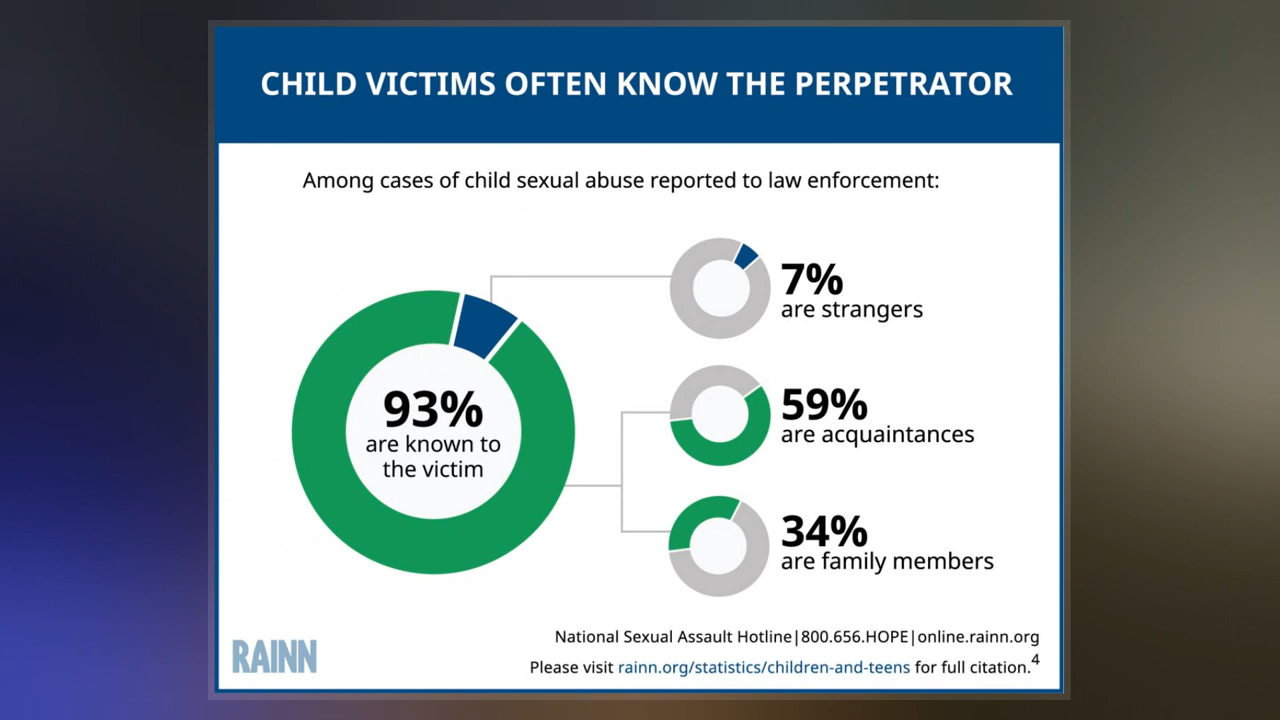 CHILD VICTIMS OFTEN KNOW THE PERPETRATOR
Among cases of child sexual abuse reported to law enforcement:
93%
are known to
the victim
7%
are strangers
59%
are acquaintances
34%
are family members
National Sexual Assault Hotline|800.656.HOPE|online.rainn.org
RAINN
Please visit rainn.org/statistics/children-and-teens for full citation.4